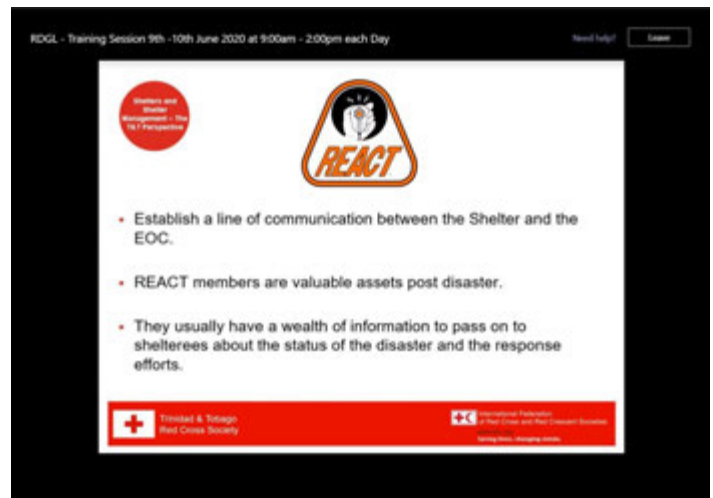 RDGL - Training Session 9th -10th June 2020 at 9:00am - 2:00pm each Day
Need help?
Leave
Shelters and
Shelter
Management – The
T&T Perspective
REACT
• Establish a line of communication between the Shelter and the
EOC.
• REACT members are valuable assets post disaster.
• They usually have a wealth of information to pass on to
shelterees about the status of the disaster and the response
efforts.
Trinidad & Tobago
Red Cross Society
International Federation
of Red Cross and Red Crescent Societies
Saving lives, changing minds.